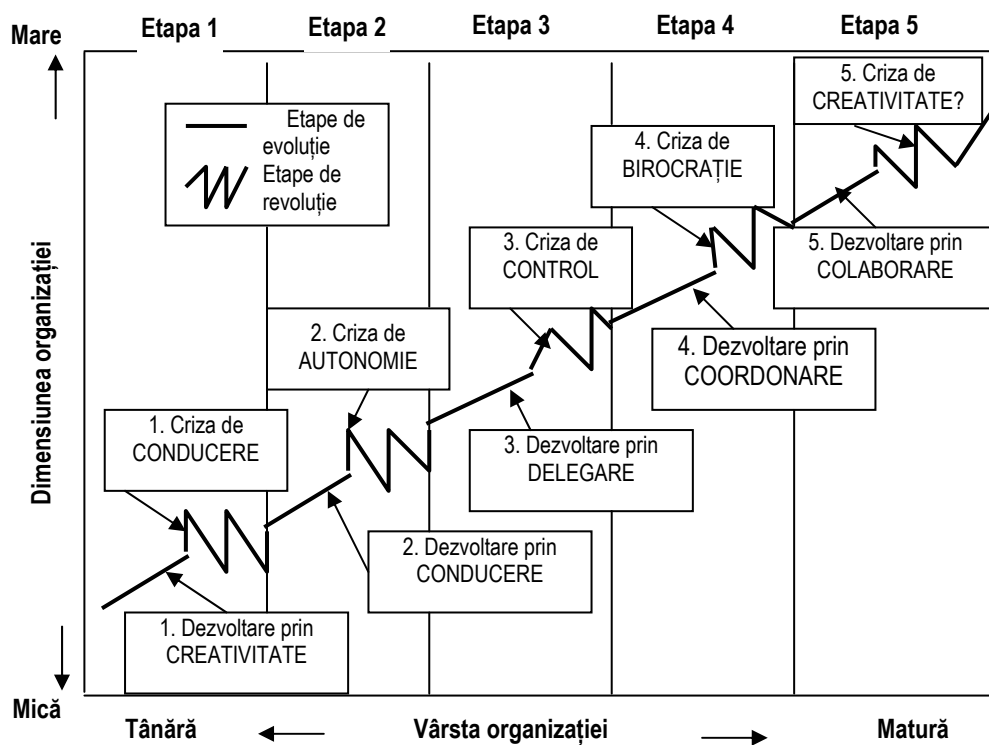 Etapa 1
Etapa 2
Etapa 3
Etapa 4
Etapa 5
Mare
Etape de
evoluție
Etape de
revoluție
5. Criza de
CREATIVITATE?
4. Criza de
BIROCRAȚIE
3. Criza de
CONTROL
5. Dezvoltare prin
COLABORARE
2. Criza de
AUTONOMIE
4. Dezvoltare prin
COORDONARE
1. Criza de
CONDUCERE
3. Dezvoltare prin
DELEGARE
2. Dezvoltare prin
CONDUCERE
1. Dezvoltare prin
CREATIVITATE
Dimensiunea organizației
Mică
Tânără
Vârsta organizației
Matură